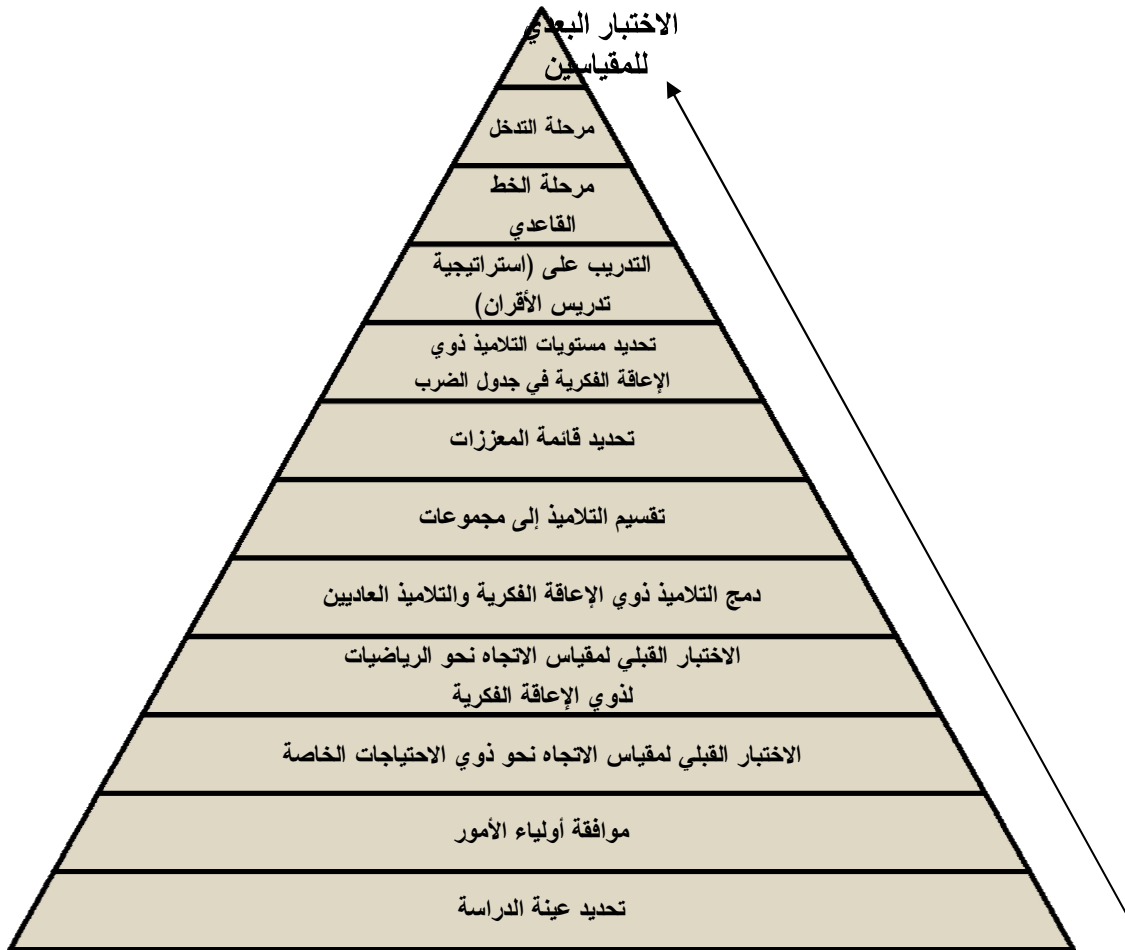 الاختبار البعدي
للمقياسين
مرحلة التدخل
مرحلة الخط
القاعدي
التدريب على (استراتيجية
تدريس الأقران)
تحديد مستويات التلاميذ ذوي
الإعاقة الفكرية في جدول الضرب
تحديد قائمة المعززات
تقسيم التلاميذ إلى مجموعات
دمج التلاميذ ذوي الإعاقة الفكرية والتلاميذ العاديين
الاختبار القبلي لمقياس الاتجاه نحو الرياضيات
لذوي الإعاقة الفكرية
الاختبار القبلي لمقياس الاتجاه نحو ذوي الاحتياجات الخاصة
موافقة أولياء الأمور
تحديد عينة الدراسة